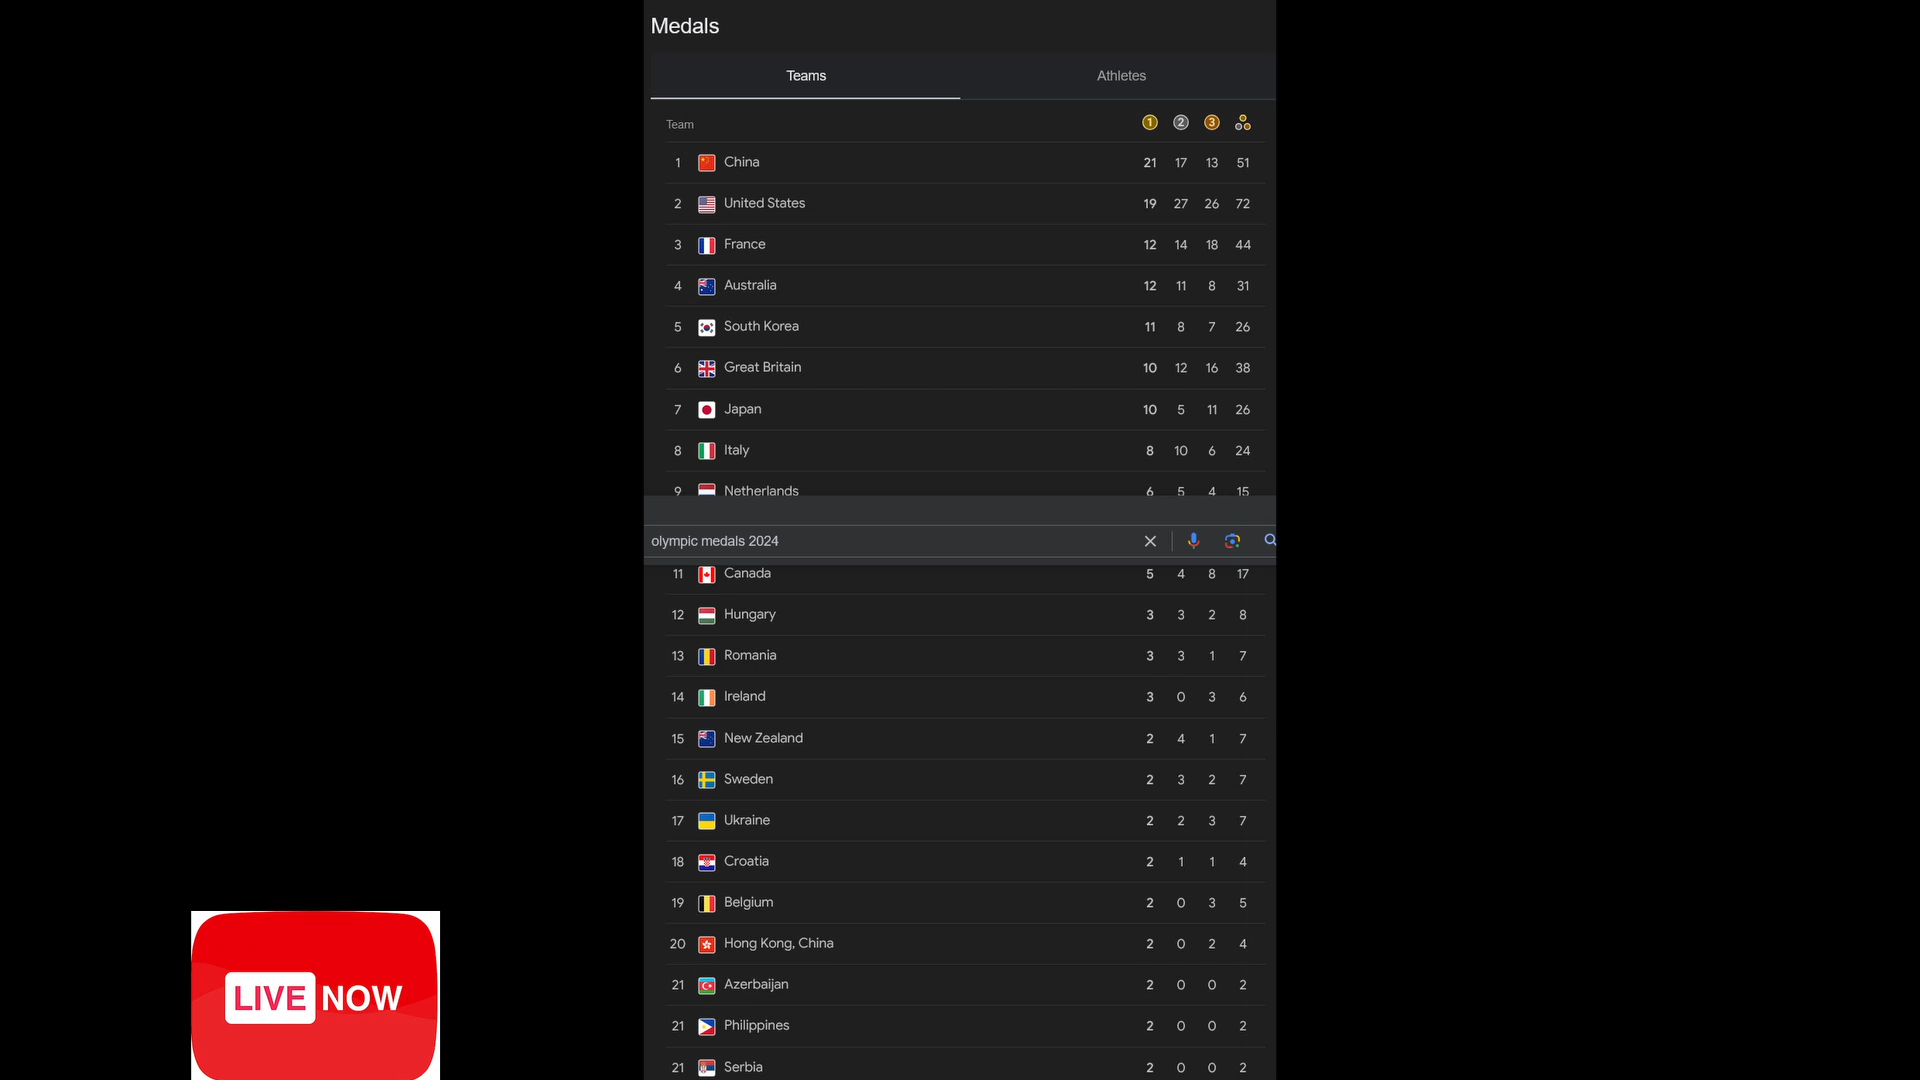 Medals
Teams Athletes
Team 1 2 3
1 China 21 17 13 51
2 United States 19 27 26 72
3 France 12 14 18 44
4 Australia 12 11 8 31
5 South Korea 11 8 7 26
6 Great Britain 10 12 16 38
7 Japan 10 5 11 26
8 Italy 8 10 6 24
9 Netherlands 6 5 4 15
olympic medals 2024
11 Canada 5 4 8 17
12 Hungary 3 3 2 8
13 Romania 3 3 1 7
14 Ireland 3 0 3 6
15 New Zealand 2 4 1 7
16 Sweden 2 3 2 7
17 Ukraine 2 2 3 7
18 Croatia 2 1 1 4
19 Belgium 2 0 3 5
20 Hong Kong, China 2 0 2 4
21 Azerbaijan 2 0 0 2
21 Philippines 2 0 0 2
21 Serbia 2 0 0 2
LIVE NOW